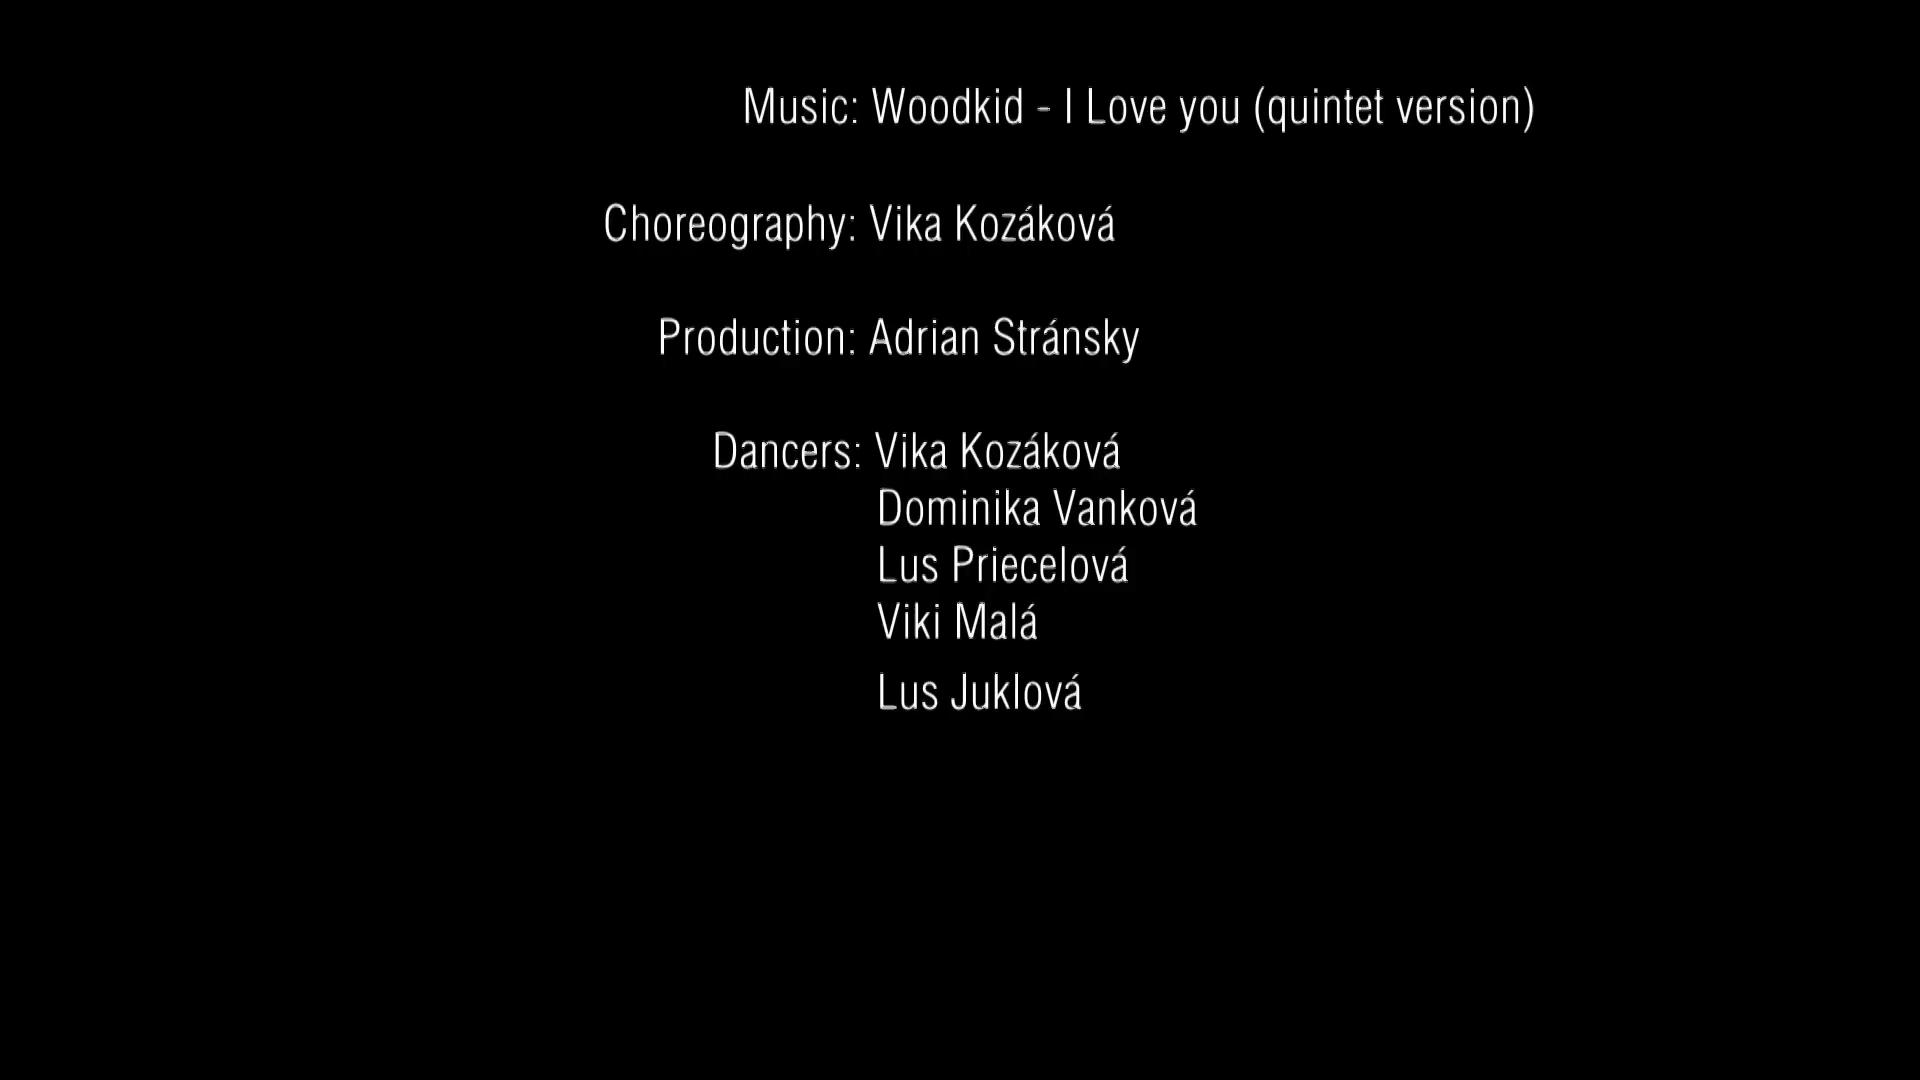 Music: Woodkid - I Love you (quintet version)
Choreography: Vika Kozáková
Production: Adrian Stránsky
Dancers: Vika Kozáková
Dominika Vanková
Lus Priecelová
Viki Malá
Lus Juklová